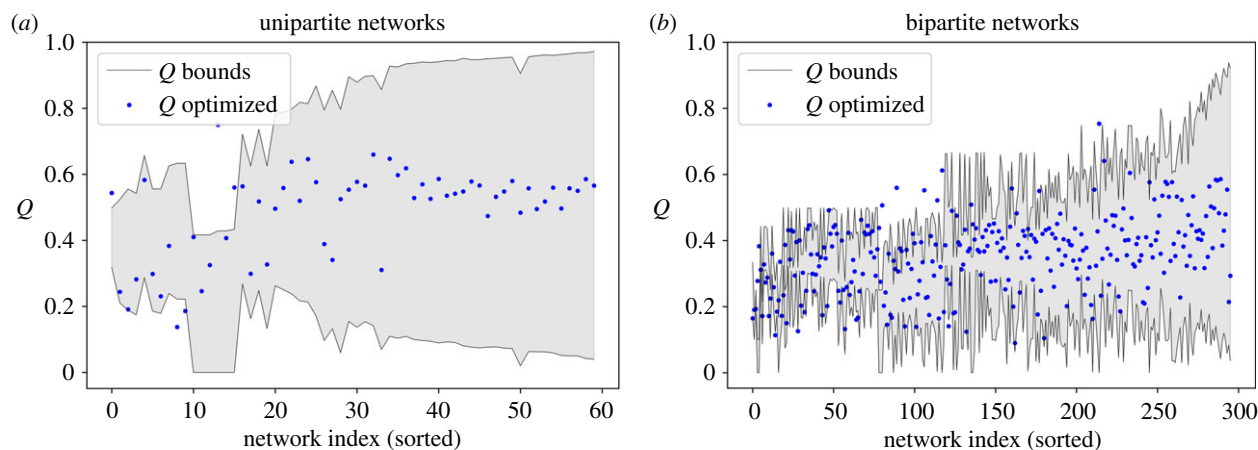 (a) unipartite networks
1.0
0.8
0.6
Q
0.4
0.2
0
Q bounds
Q optimized
0 10 20 30 40 50 60
network index (sorted)
(b) bipartite networks
1.0
0.8
0.6
Q
0.4
0.2
0
Q bounds
Q optimized
0 50 100 150 200 250 300
network index (sorted)